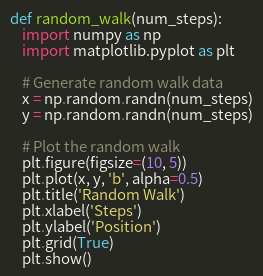 def random_walk(num_steps):
    import numpy as np
    import matplotlib.pyplot as plt

    # Generate random walk data
    x = np.random.randn(num_steps)
    y = np.random.randn(num_steps)

    # Plot the random walk
    plt.figure(figsize=(10, 5))
    plt.plot(x, y, 'b', alpha=0.5)
    plt.title('Random Walk')
    plt.xlabel('Steps')
    plt.ylabel('Position')
    plt.grid(True)
    plt.show()